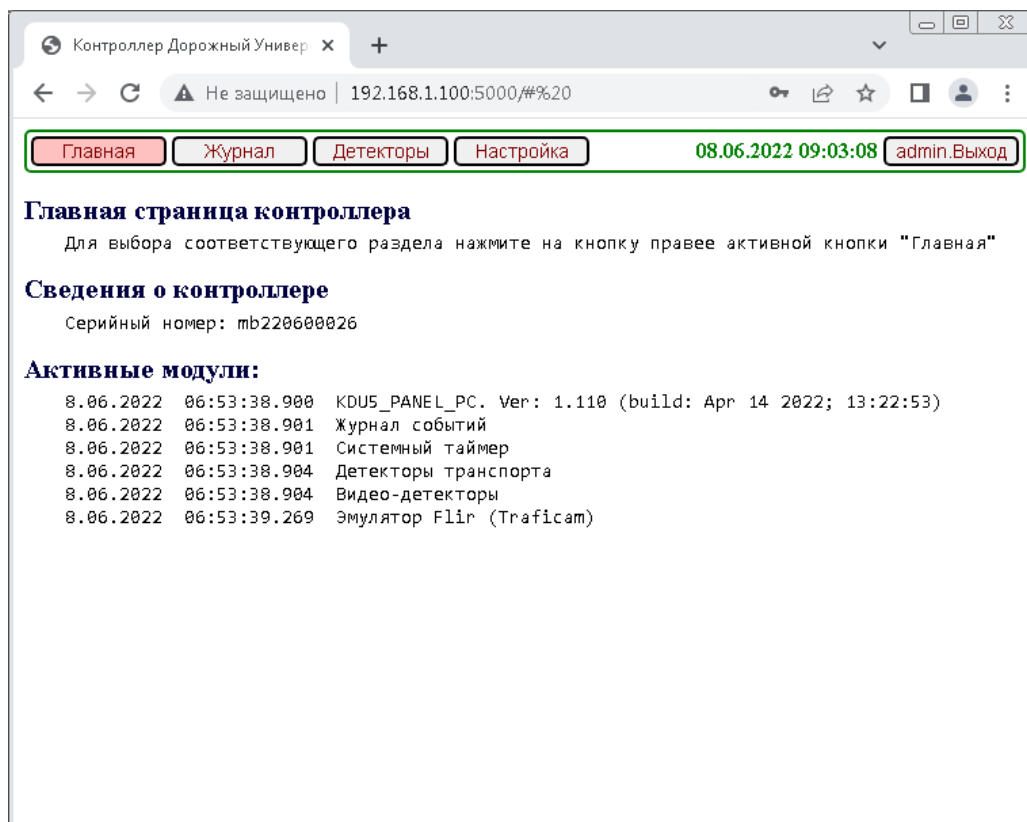 Контроллер Дорожный Универ
Не защищено 192.168.1.100:5000/#%20
Главная Журнал Детекторы Настройка 08.06.2022 09:03:08 admin.Выход
Главная страница контроллера
Для выбора соответствующего раздела нажмите на кнопку правее активной кнопки "Главная"
Сведения о контроллере
Серийный номер: mb220600026
Активные модули:
8.06.2022 06:53:38.900 KDU5_PANEL_PC. Ver: 1.110 (build: Apr 14 2022; 13:22:53)
8.06.2022 06:53:38.901 Журнал событий
8.06.2022 06:53:38.901 Системный таймер
8.06.2022 06:53:38.904 Детекторы транспорта
8.06.2022 06:53:38.904 Видео-детекторы
8.06.2022 06:53:39.269 Эмулятор Flir (Traficam)